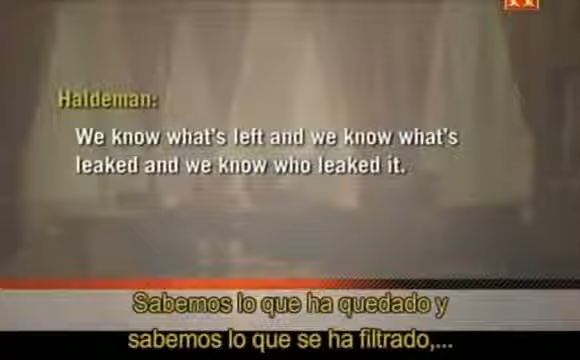 Haldeman:
We know what's left and we know what's
leaked and we know who leaked it.
Sabemos lo que ha quedado y
sabemos lo que se ha filtrado,...